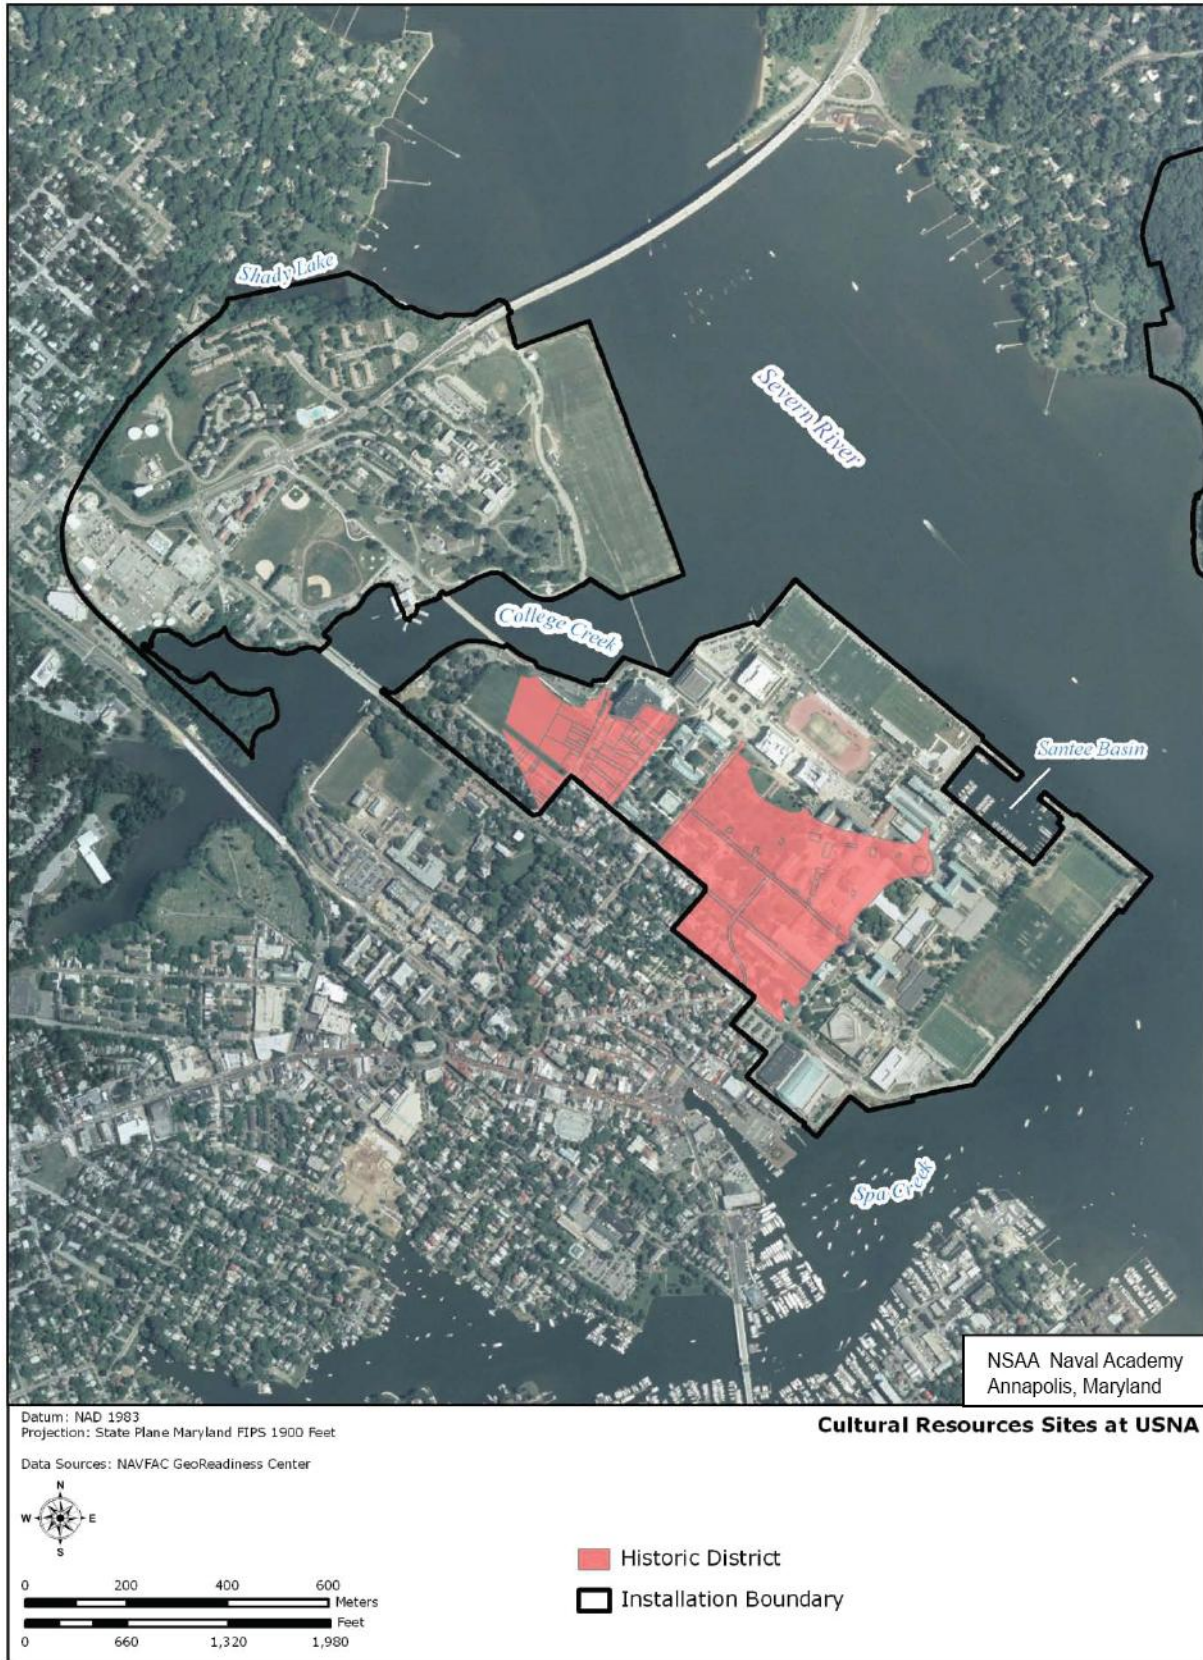 Shady Lake
Severn River
College Creek
Santee Basin
Spa Creek
NSAA Naval Academy
Annapolis, Maryland
Datum: NAD 1983
Projection: State Plane Maryland FIPS 1900 Feet
Cultural Resources Sites at USNA
Data Sources: NAVFAC GeoReadiness Center
N
W E
S
Historic District
Installation Boundary
0 200 400 600
Meters
Feet
0 660 1,320 1,980